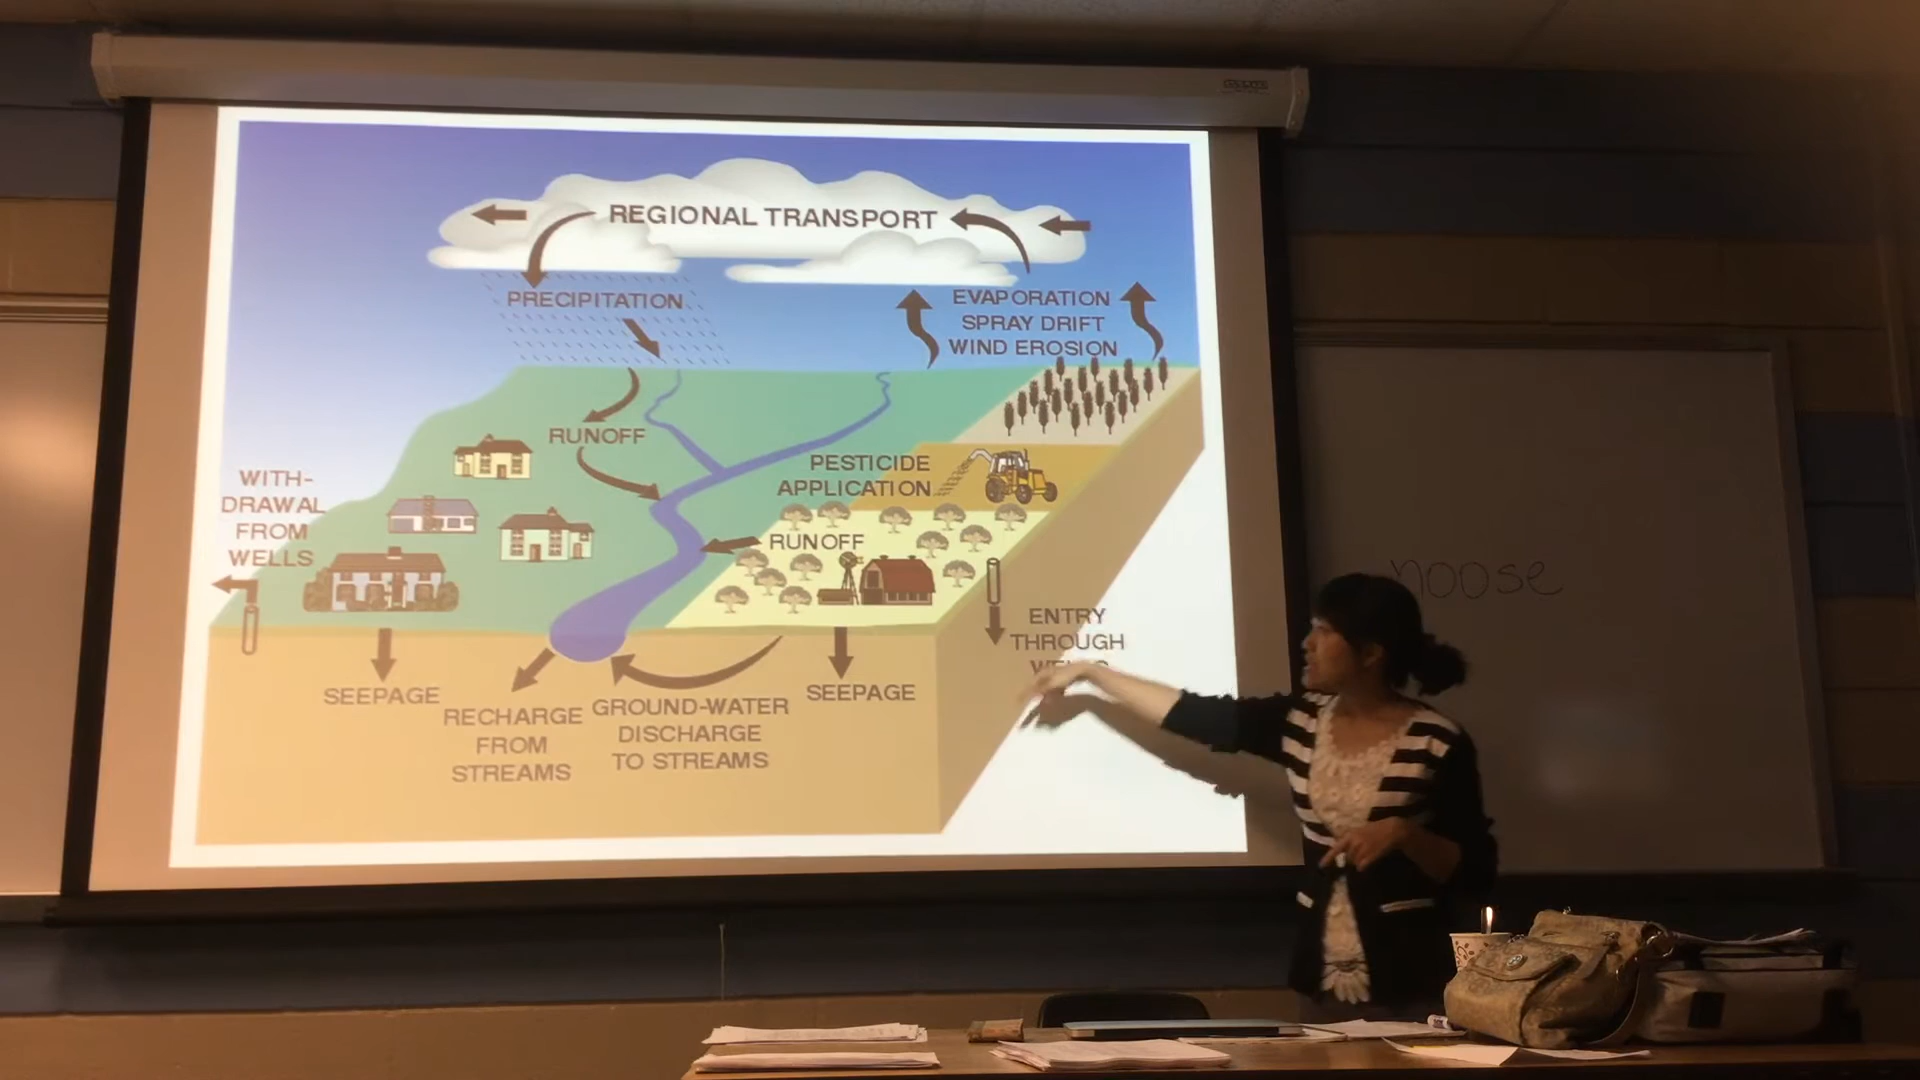 REGIONAL TRANSPORT
PRECIPITATION
EVAPORATION
SPRAY DRIFT
WIND EROSION
RUNOFF
WITH-
DRAWAL
FROM
WELLS
PESTICIDE
APPLICATION
RUNOFF
ENTRY
THROUGH
SEEPAGE
RECHARGE
FROM
STREAMS
GROUND-WATER
DISCHARGE
TO STREAMS
SEEPAGE
noose